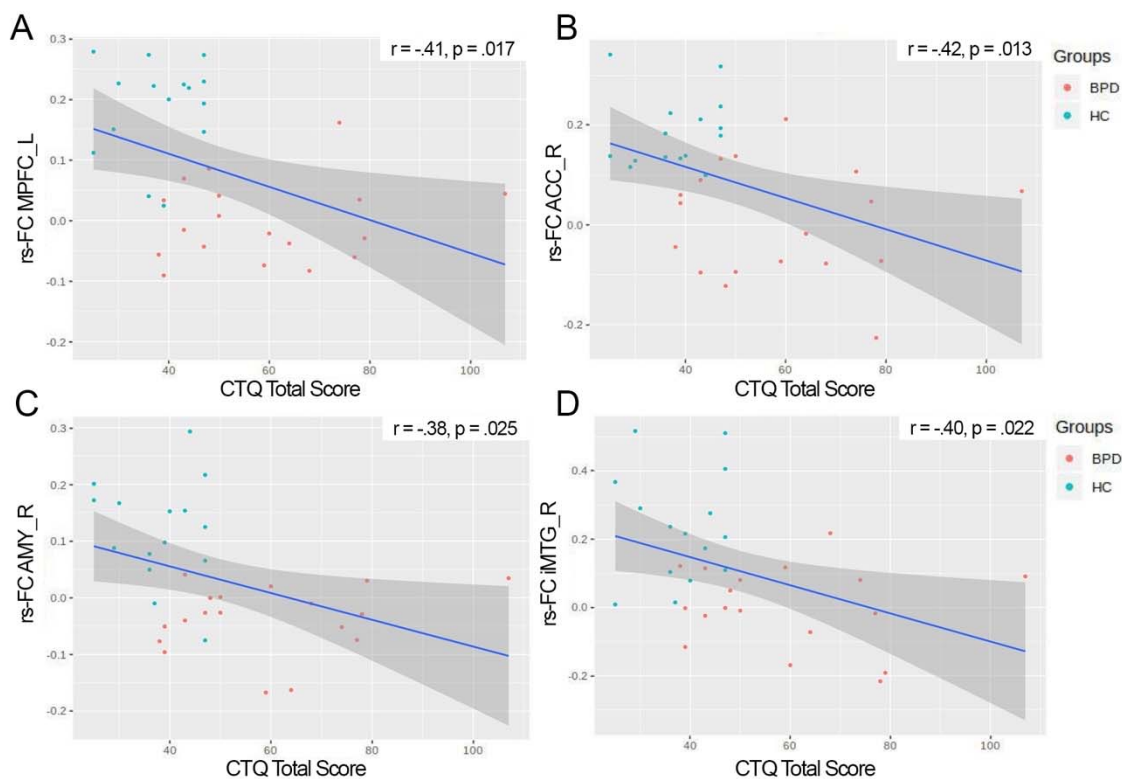 A
r = -.41, p = .017
0.3
0.2
0.1
0.0
-0.1
-0.2
rs-FC MPFC_L
40
60
80
100
CTQ Total Score
B
r = -.42, p = .013
0.2
0.0
-0.2
rs-FC ACC_R
40
60
80
100
CTQ Total Score
Groups
BPD
HC
C
r = -.38, p = .025
0.3
0.2
0.1
0.0
-0.1
-0.2
rs-FC AMY_R
40
60
80
100
CTQ Total Score
D
r = -.40, p = .022
0.4
0.2
0.0
-0.2
rs-FC iMTG_R
40
60
80
100
CTQ Total Score
Groups
BPD
HC